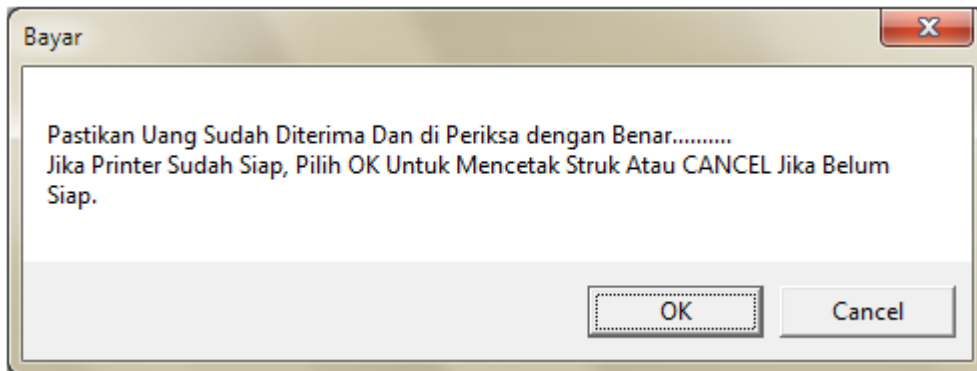 Bayar
Pastikan Uang Sudah Diterima Dan di Periksa dengan Benar..........
Jika Printer Sudah Siap, Pilih OK Untuk Mencetak Struk Atau CANCEL Jika Belum
Siap.
OK
Cancel